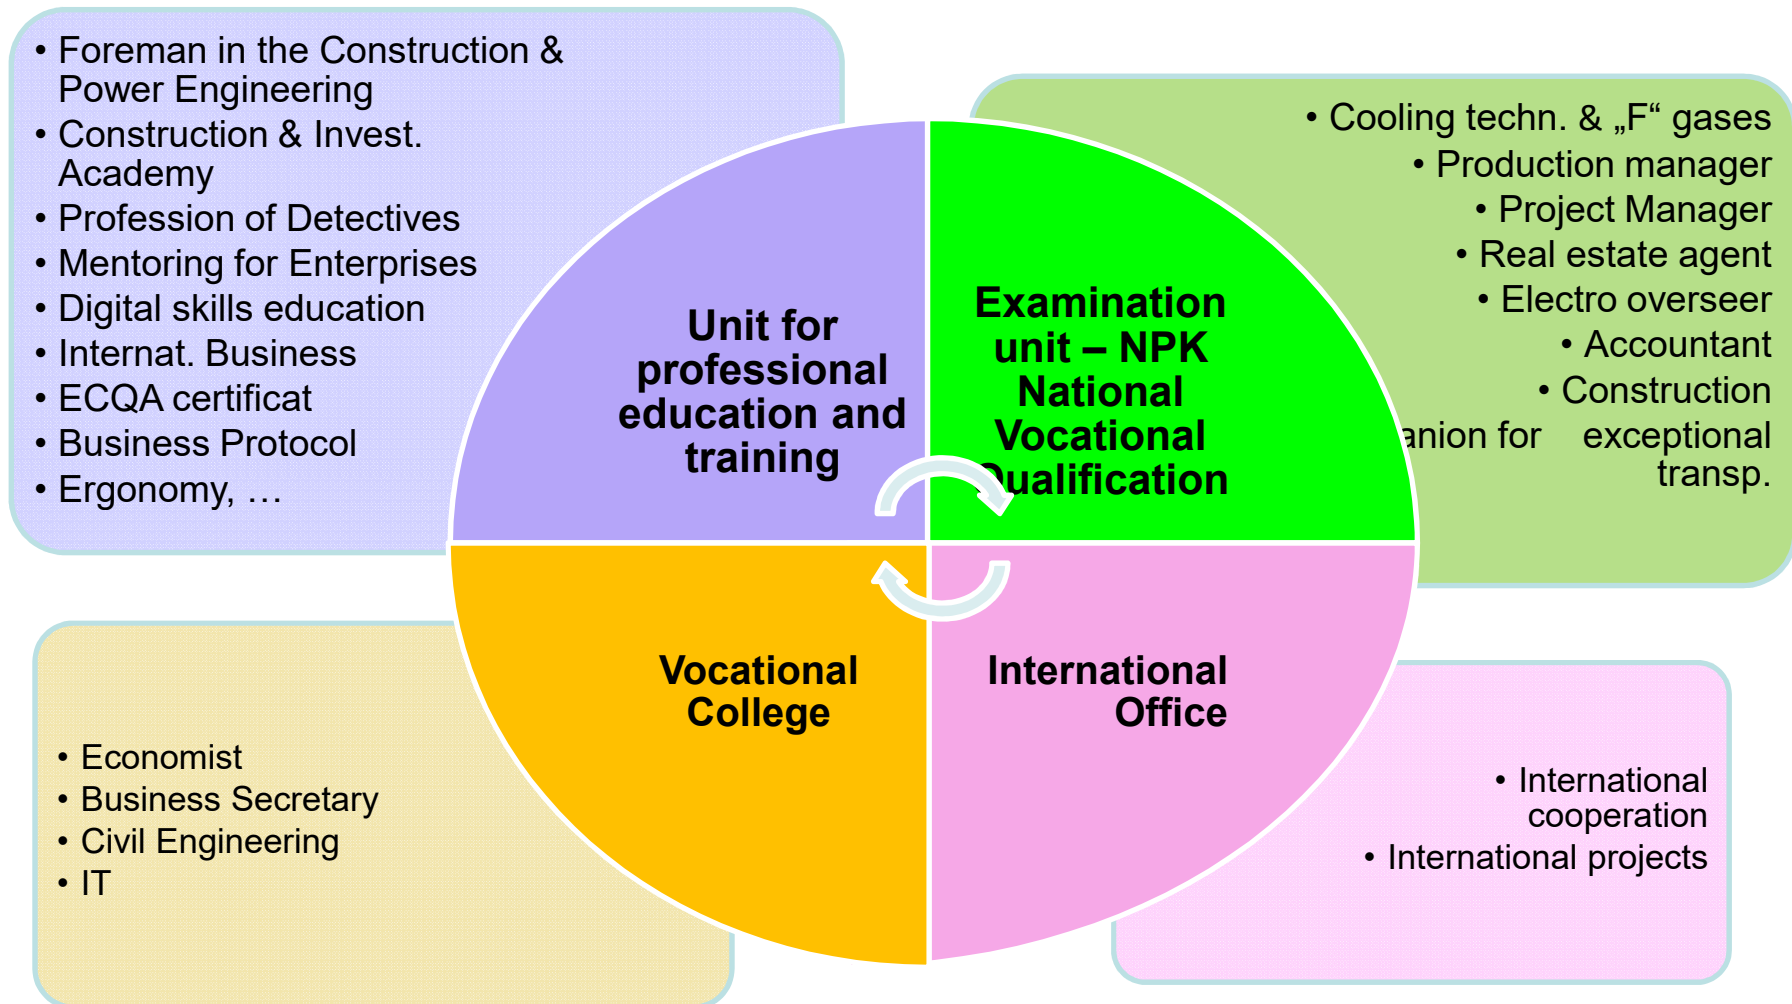 • Foreman in the Construction &
Power Engineering
• Construction & Invest.
Academy
• Profession of Detectives
• Mentoring for Enterprises
• Digital skills education
• Internat. Business
• ECQA certificat
• Business Protocol
• Ergonomy, …
• Cooling techn. & „F“ gases
• Production manager
• Project Manager
• Real estate agent
• Electro overseer
• Accountant
• Construction
for exceptional
transp.
Unit for
professional
education and
training
Examination
unit – NPK
National
Vocational
Qualification
Vocational
College
International
Office
• Economist
• Business Secretary
• Civil Engineering
• IT
• International
cooperation
• International projects